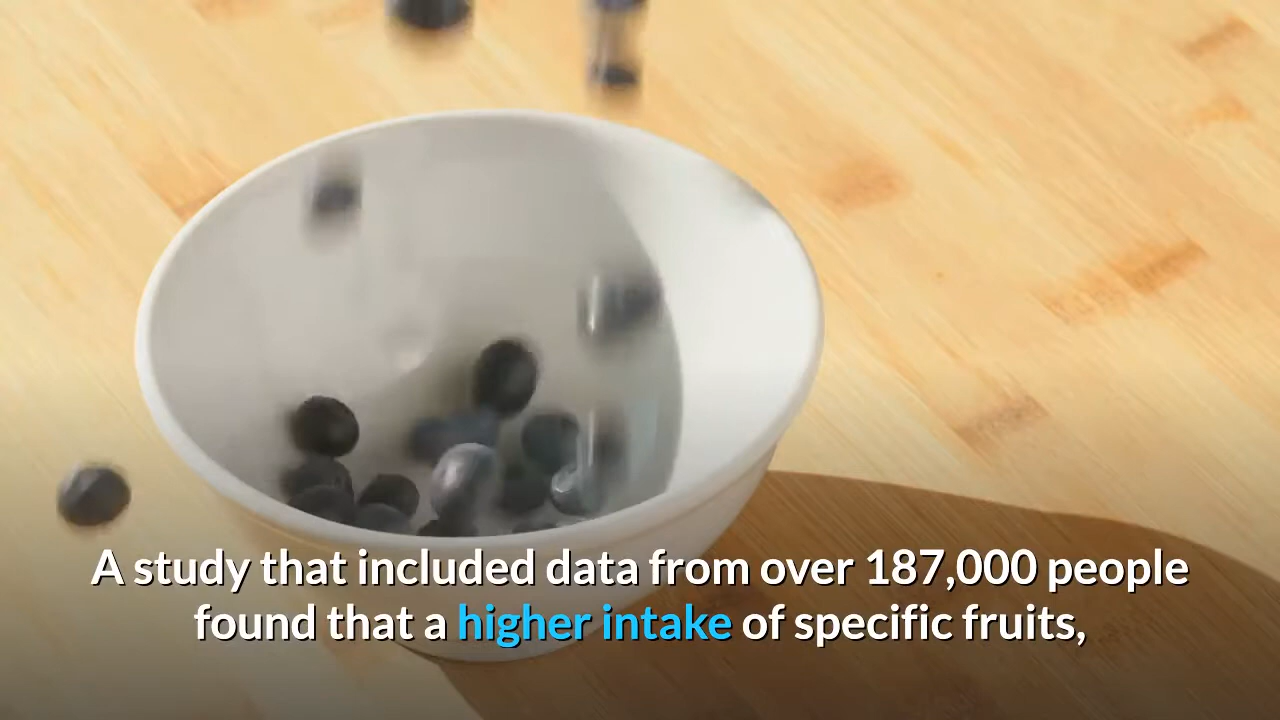 A study that included data from over 187,000 people
found that a higher intake of specific fruits,